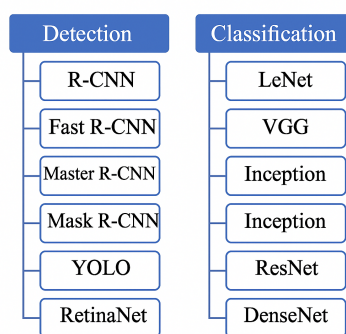 Detection
R-CNN
Fast R-CNN
Master R-CNN
Mask R-CNN
YOLO
RetinaNet
Classification
LeNet
VGG
Inception
Inception
ResNet
DenseNet